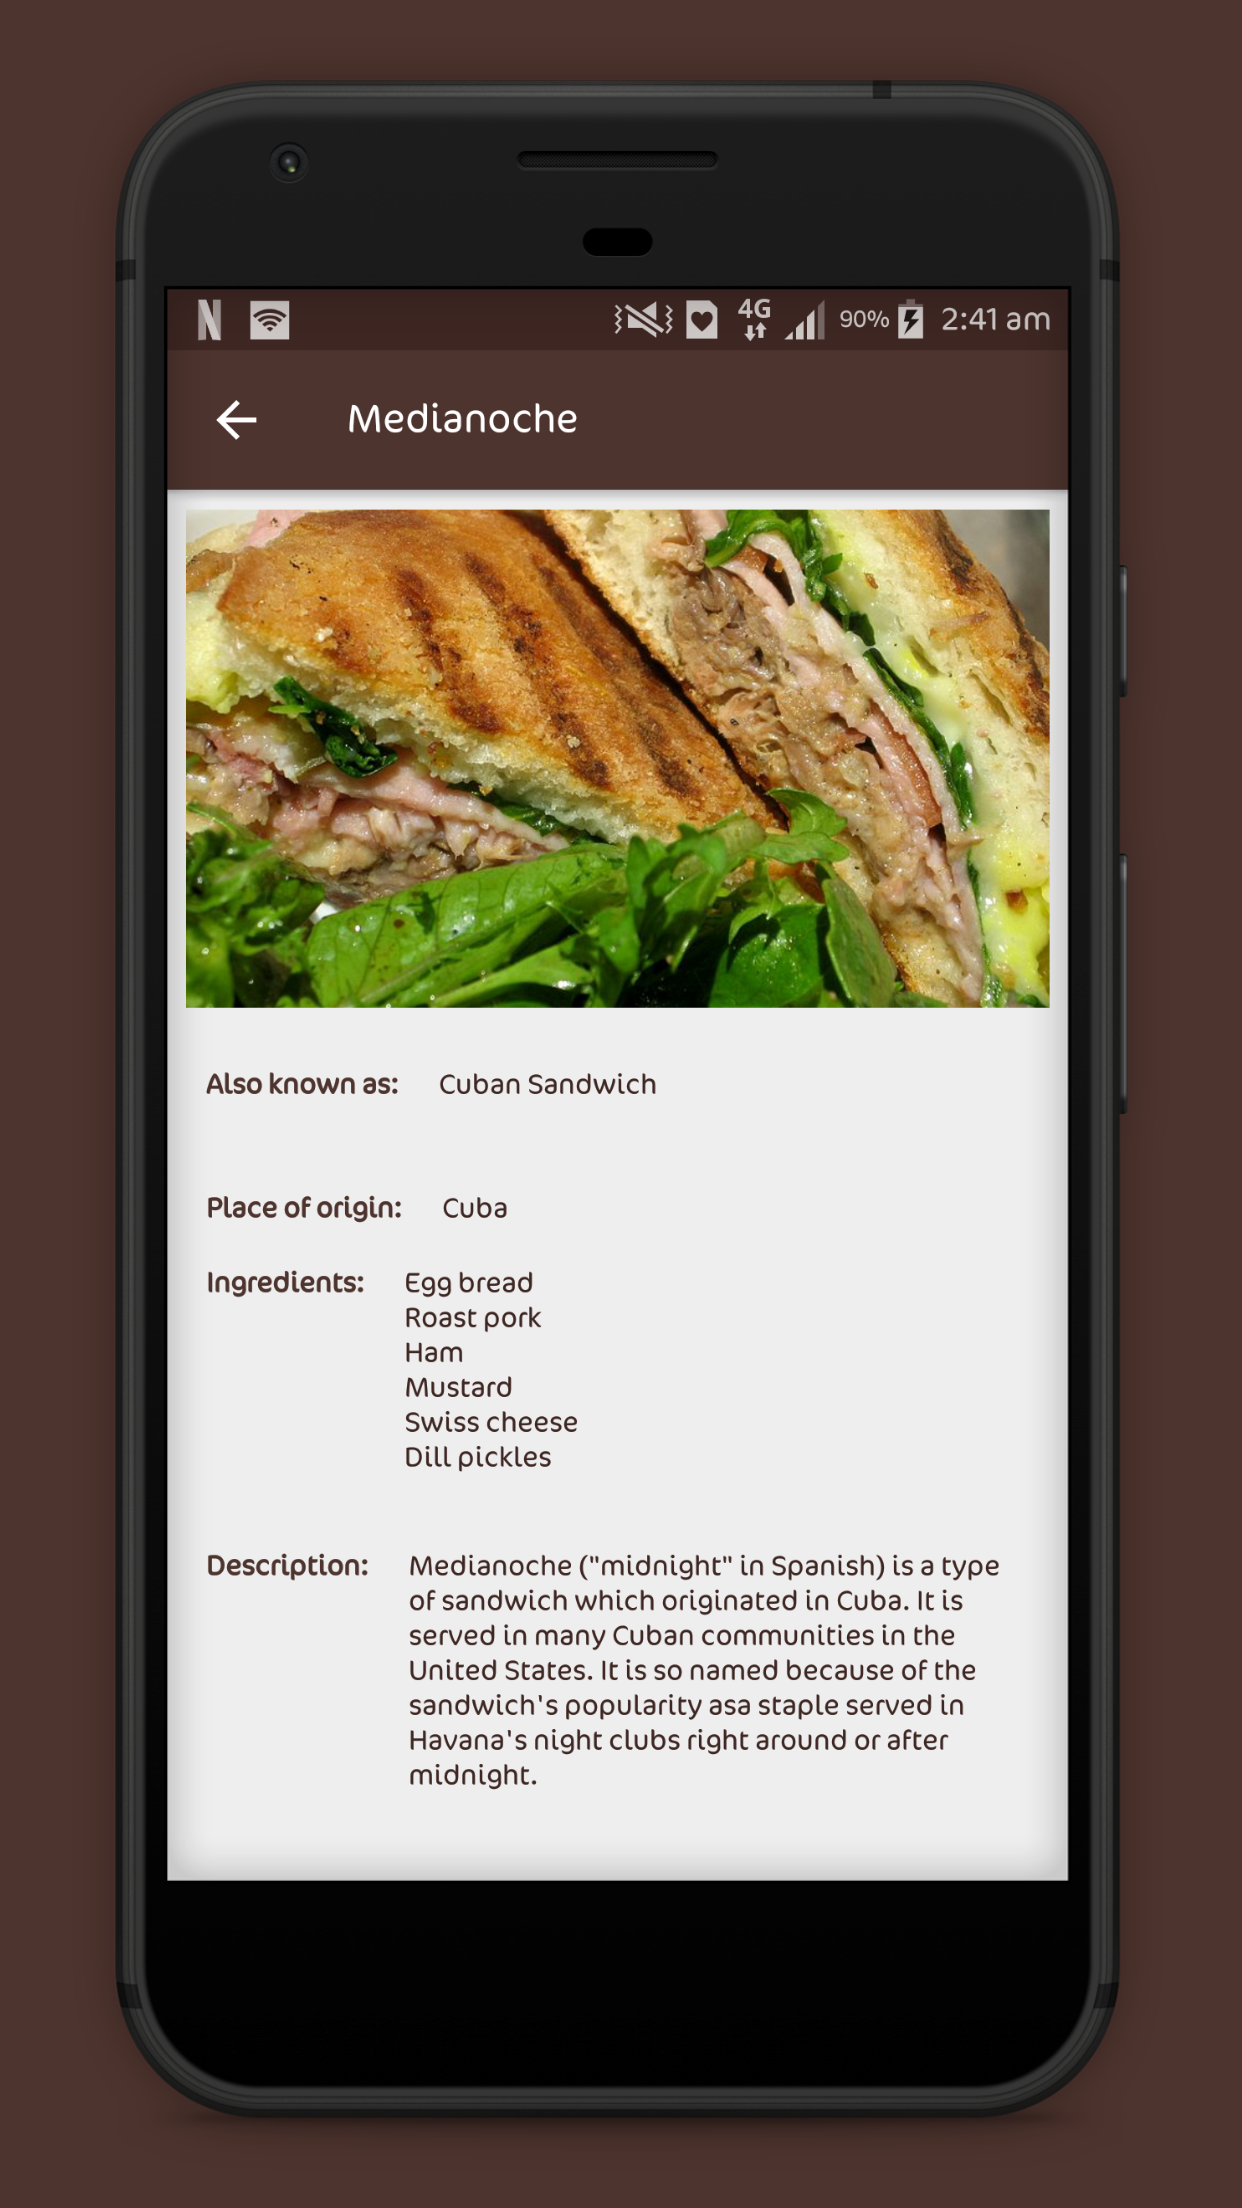 4G 90% 2:41 am
Medianoche
Also known as: Cuban Sandwich
Place of origin: Cuba
Ingredients: Egg bread
Roast pork
Ham
Mustard
Swiss cheese
Dill pickles
Description: Medianoche ("midnight" in Spanish) is a type
of sandwich which originated in Cuba. It is
served in many Cuban communities in the
United States. It is so named because of the
sandwich's popularity asa staple served in
Havana's night clubs right around or after
midnight.